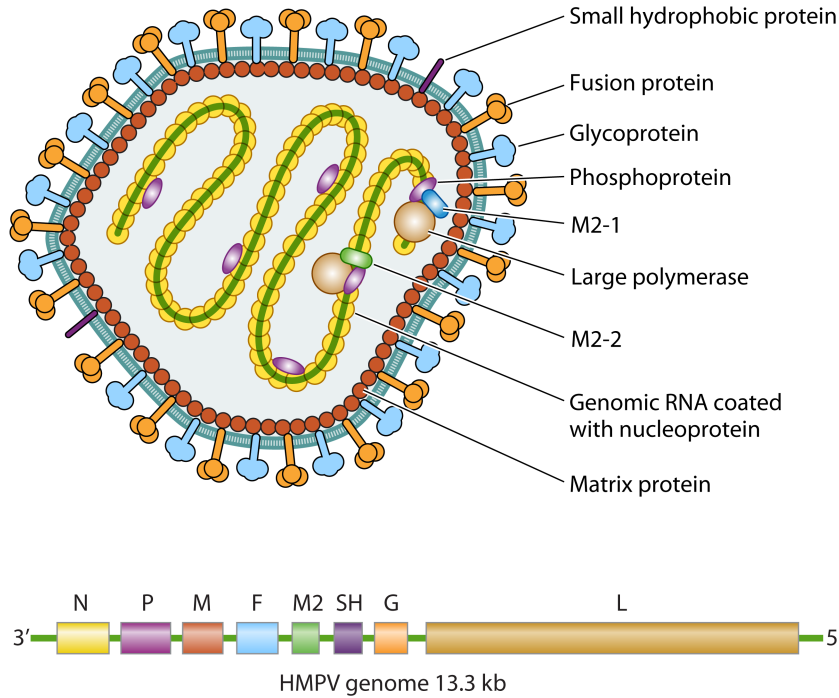 Small hydrophobic protein
Fusion protein
Glycoprotein
Phosphoprotein
M2-1
Large polymerase
M2-2
Genomic RNA coated
with nucleoprotein
Matrix protein
N P M F M2 SH G L
3′ 5
HMPV genome 13.3 kb